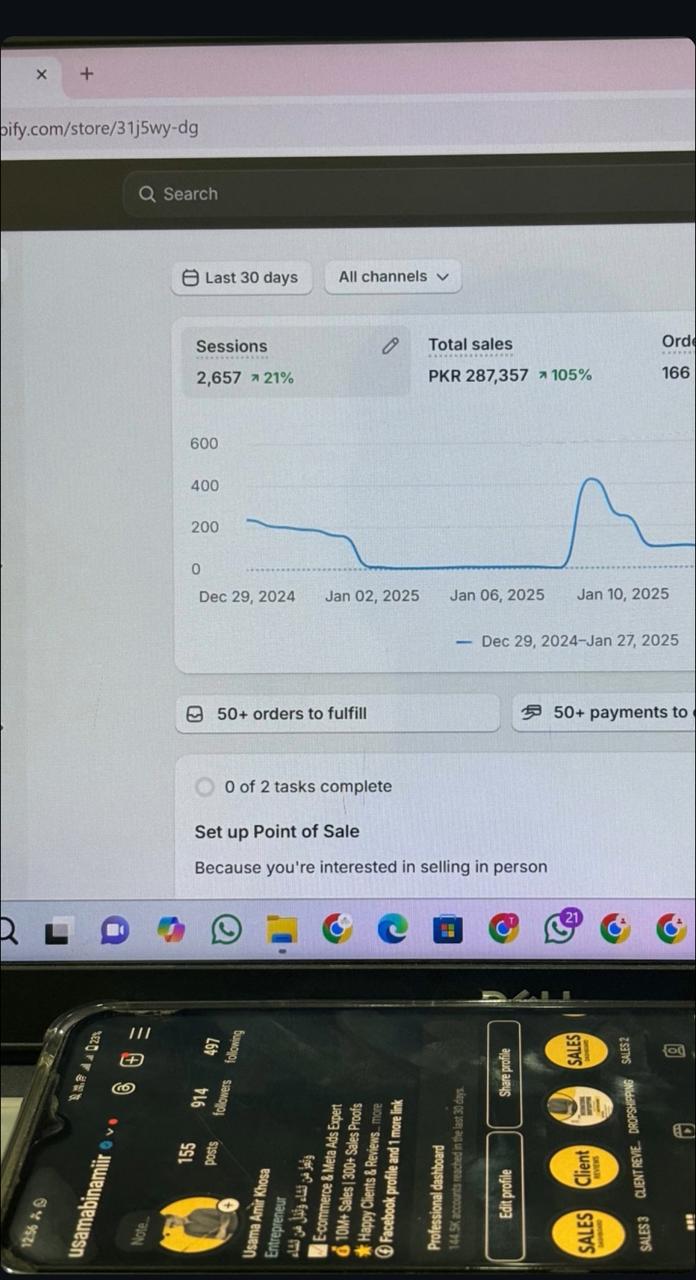 pify.com/store/31j5wy-dg
Search
Last 30 days All channels
Sessions Total sales Orde
2,657 21% PKR 287,357 105% 166
600
400
200
0
Dec 29, 2024 Jan 02, 2025 Jan 06, 2025 Jan 10, 2025
Dec 29, 2024–Jan 27, 2025
50+ orders to fulfill 50+ payments to
0 of 2 tasks complete
Set up Point of Sale
Because you're interested in selling in person
21
DELL
12:36
23%
usamabinamiir
Note...
155 914 497
posts followers following
Usama Amir Khosa
Entrepreneur
E-commerce & Meta Ads Expert
10M+ Sales | 300+ Sales Proofs
Happy Clients & Reviews... more
Facebook profile and 1 more link
Professional dashboard
144.5K accounts reached in the last 30 days.
Edit profile Share profile
SALES Client REVIEWS SALES
SALES 3 CLIENT REVIE... DROPSHIPPING SALES 2